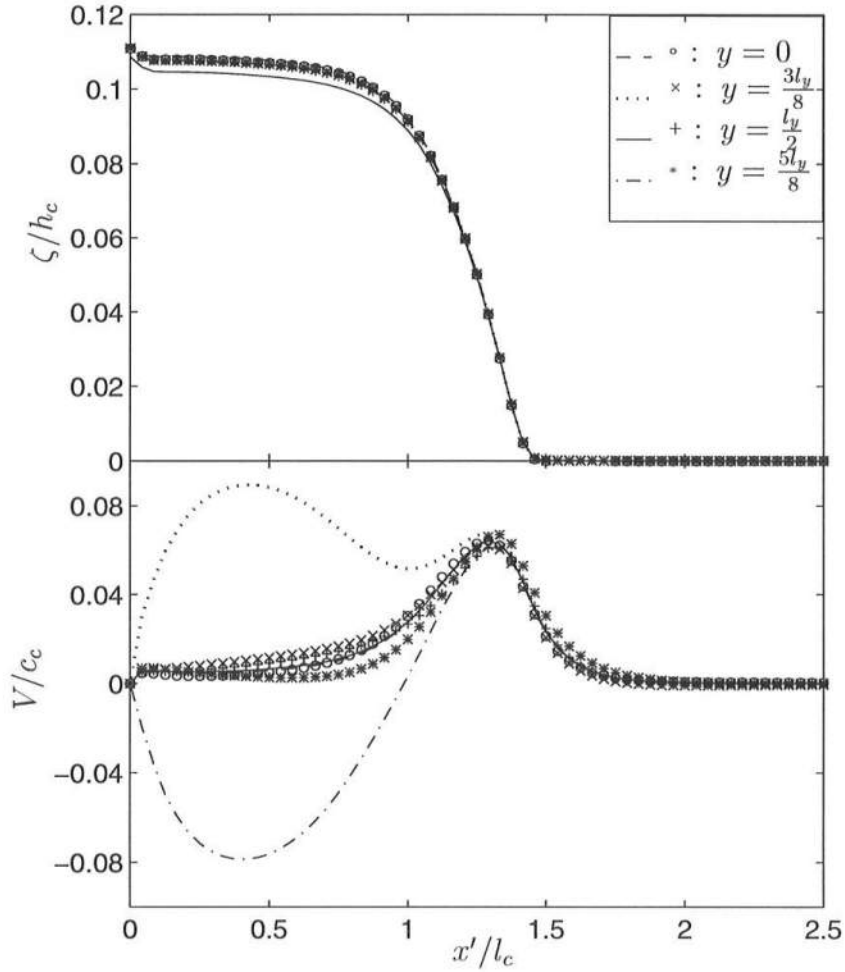 0.12
0.1
0.08
0.06
0.04
0.02
0
ζ/h_c
∘ : y = 0
× : y = 3l_y/8
+ : y = l_y/2
* : y = 5l_y/8
0.08
0.04
0
−0.04
−0.08
V/c_c
0 0.5 1 1.5 2 2.5
x′/l_c